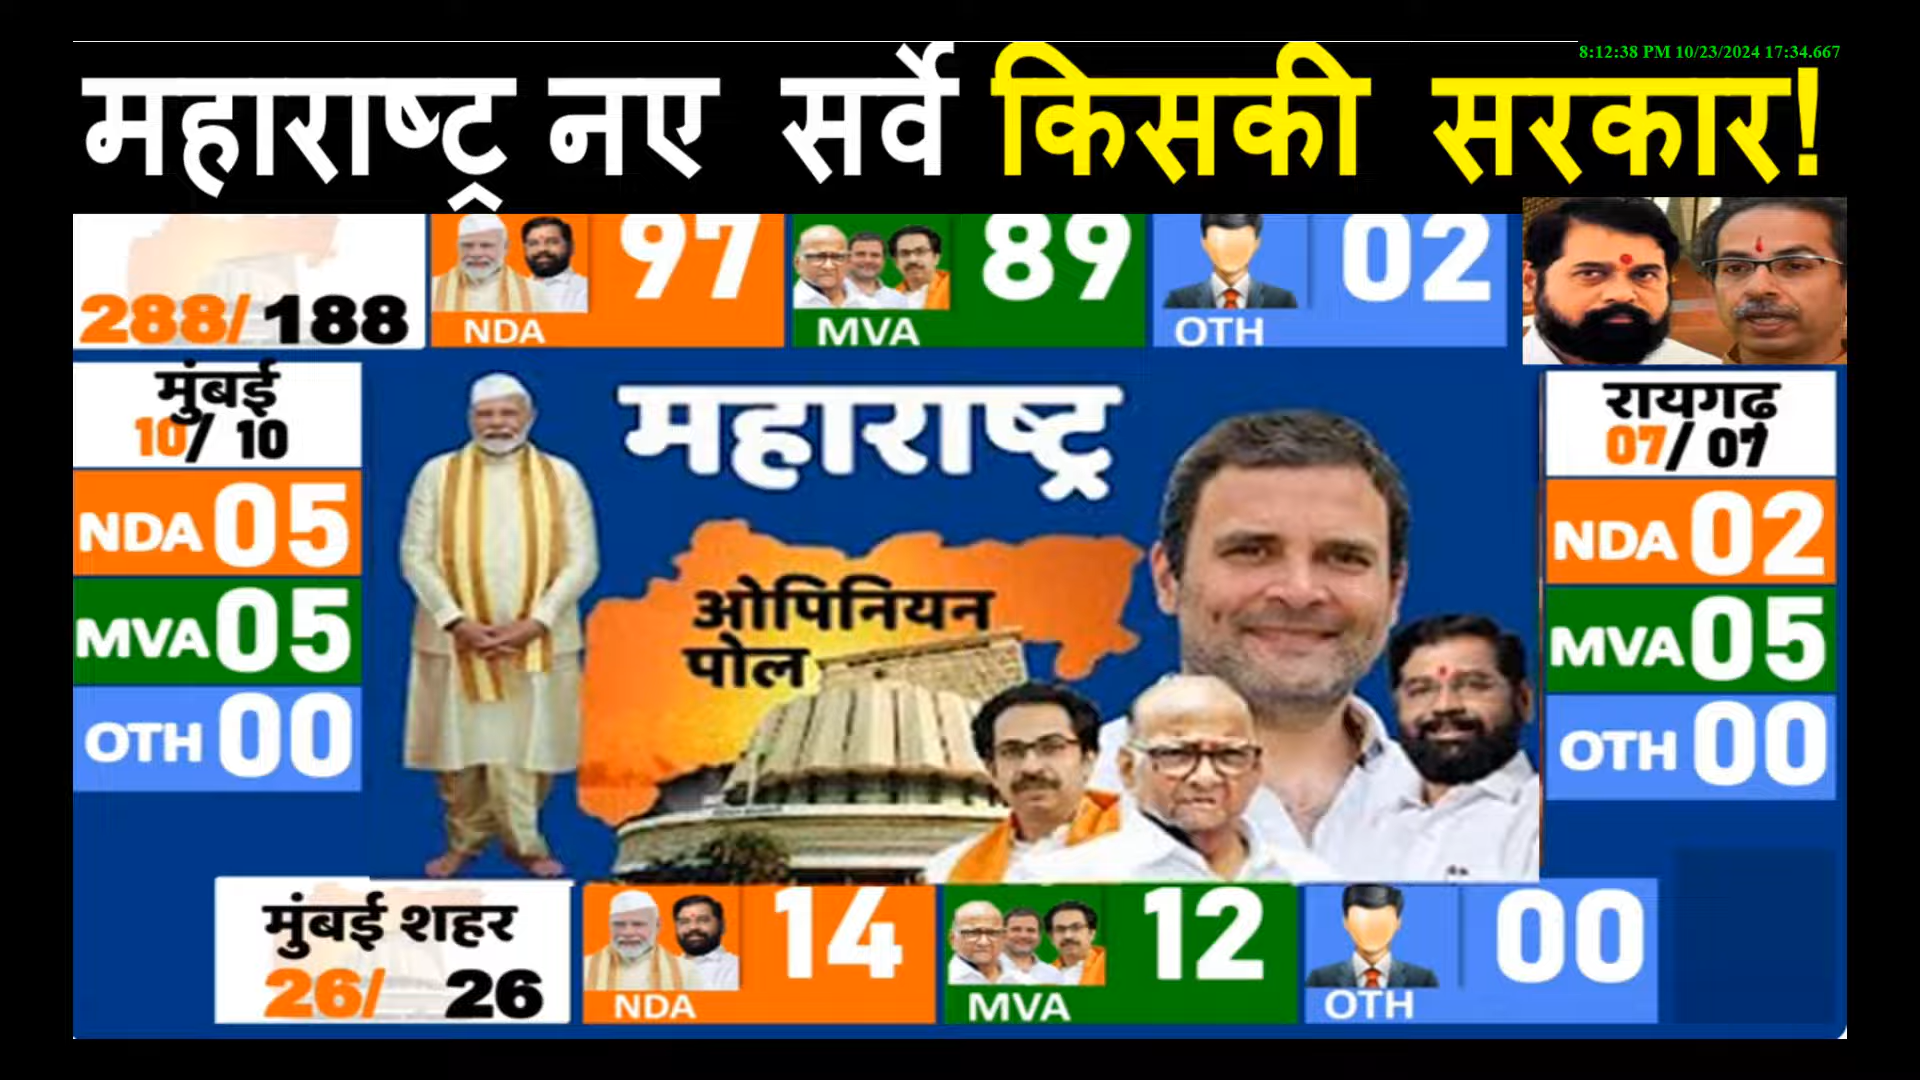 8:12:38 PM 10/23/2024 17:34.667
महाराष्ट्र नए सर्वे किसकी सरकार!
288/188
97
NDA
89
MVA
02
OTH
मुंबई
10/ 10
NDA 05
MVA 05
OTH 00
महाराष्ट्र
ओपिनियन
पोल
रायगढ़
07/ 07
NDA 02
MVA 05
OTH 00
मुंबई शहर
26/ 26
14
NDA
12
MVA
00
OTH